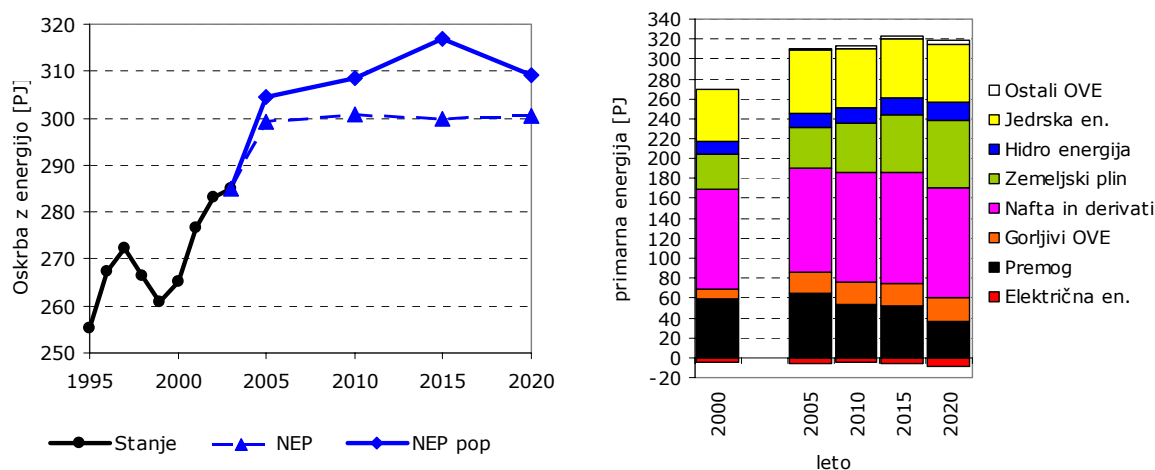 Oskrba z energijo [PJ]
320
310
300
290
280
270
260
250
1995 2000 2005 2010 2015 2020
Stanje NEP NEP pop
primarna energija [PJ]
340
320
300
280
260
240
220
200
180
160
140
120
100
80
60
40
20
0
-20
2000 2005 2010 2015 2020
leto
Ostali OVE
Jedrska en.
Hidro energija
Zemeljski plin
Nafta in derivati
Gorljivi OVE
Premog
Električna en.